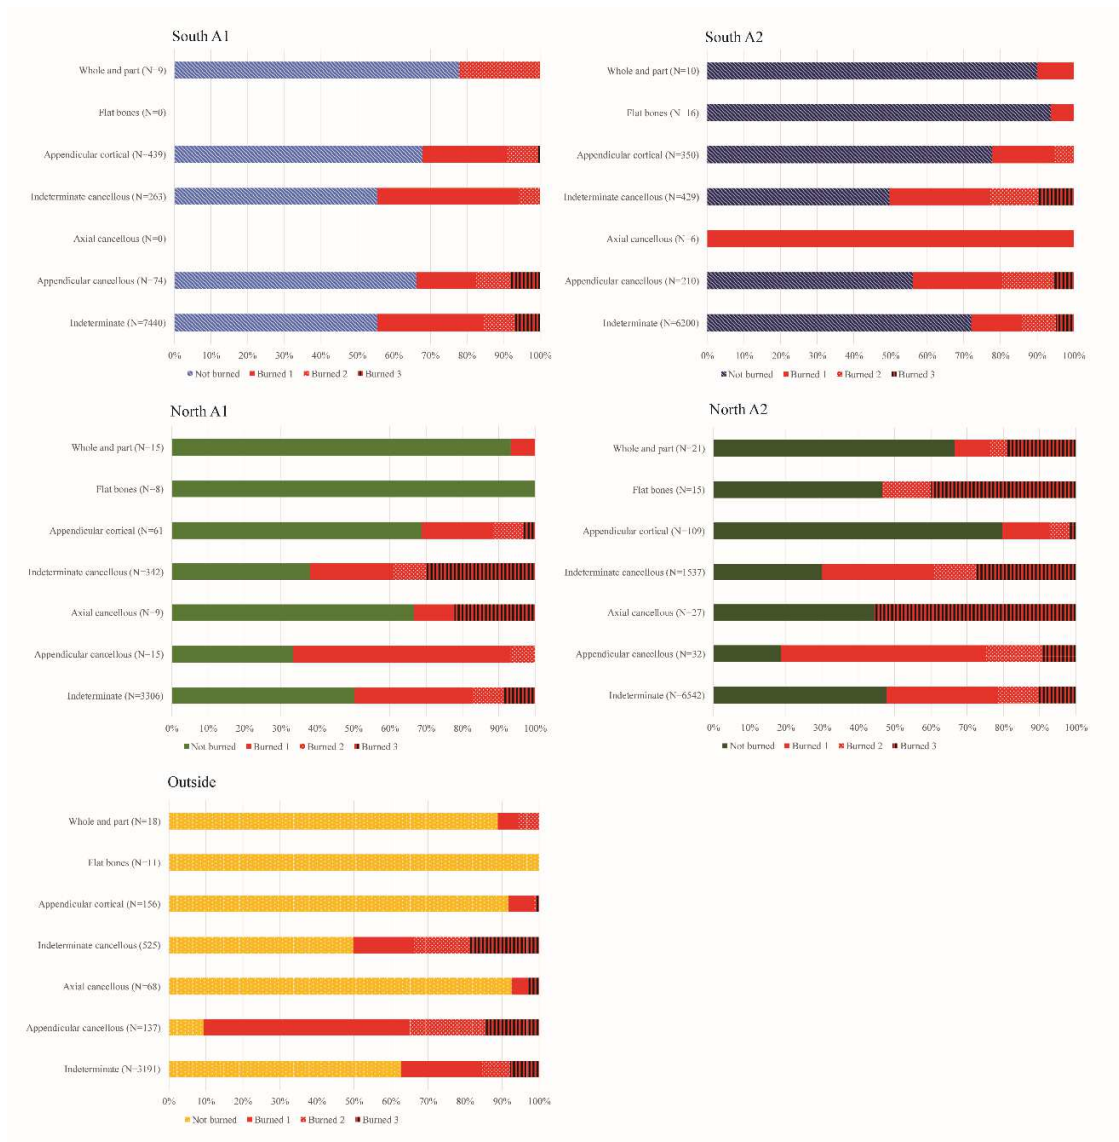 South A1
Whole and part (N=9)
Flat bones (N=0)
Appendicular cortical (N=439)
Indeterminate cancellous (N=263)
Axial cancellous (N=0)
Appendicular cancellous (N=74)
Indeterminate (N=7440)
0% 10% 20% 30% 40% 50% 60% 70% 80% 90% 100%
Not burned Burned 1 Burned 2 Burned 3
South A2
Whole and part (N=10)
Flat bones (N=16)
Appendicular cortical (N=350)
Indeterminate cancellous (N=429)
Axial cancellous (N=6)
Appendicular cancellous (N=210)
Indeterminate (N=6200)
0% 10% 20% 30% 40% 50% 60% 70% 80% 90% 100%
Not burned Burned 1 Burned 2 Burned 3
North A1
Whole and part (N=15)
Flat bones (N=8)
Appendicular cortical (N=61
Indeterminate cancellous (N=342)
Axial cancellous (N=9)
Appendicular cancellous (N=15)
Indeterminate (N=3306)
0% 10% 20% 30% 40% 50% 60% 70% 80% 90% 100%
Not burned Burned 1 Burned 2 Burned 3
North A2
Whole and part (N=21)
Flat bones (N=15)
Appendicular cortical (N=109)
Indeterminate cancellous (N=1537)
Axial cancellous (N=27)
Appendicular cancellous (N=32)
Indeterminate (N=6542)
0% 10% 20% 30% 40% 50% 60% 70% 80% 90% 100%
Not burned Burned 1 Burned 2 Burned 3
Outside
Whole and part (N=18)
Flat bones (N=11)
Appendicular cortical (N=156)
Indeterminate cancellous (525)
Axial cancellous (N=68)
Appendicular cancellous (N=137)
Indeterminate (N=3191)
0% 10% 20% 30% 40% 50% 60% 70% 80% 90% 100%
Not burned Burned 1 Burned 2 Burned 3